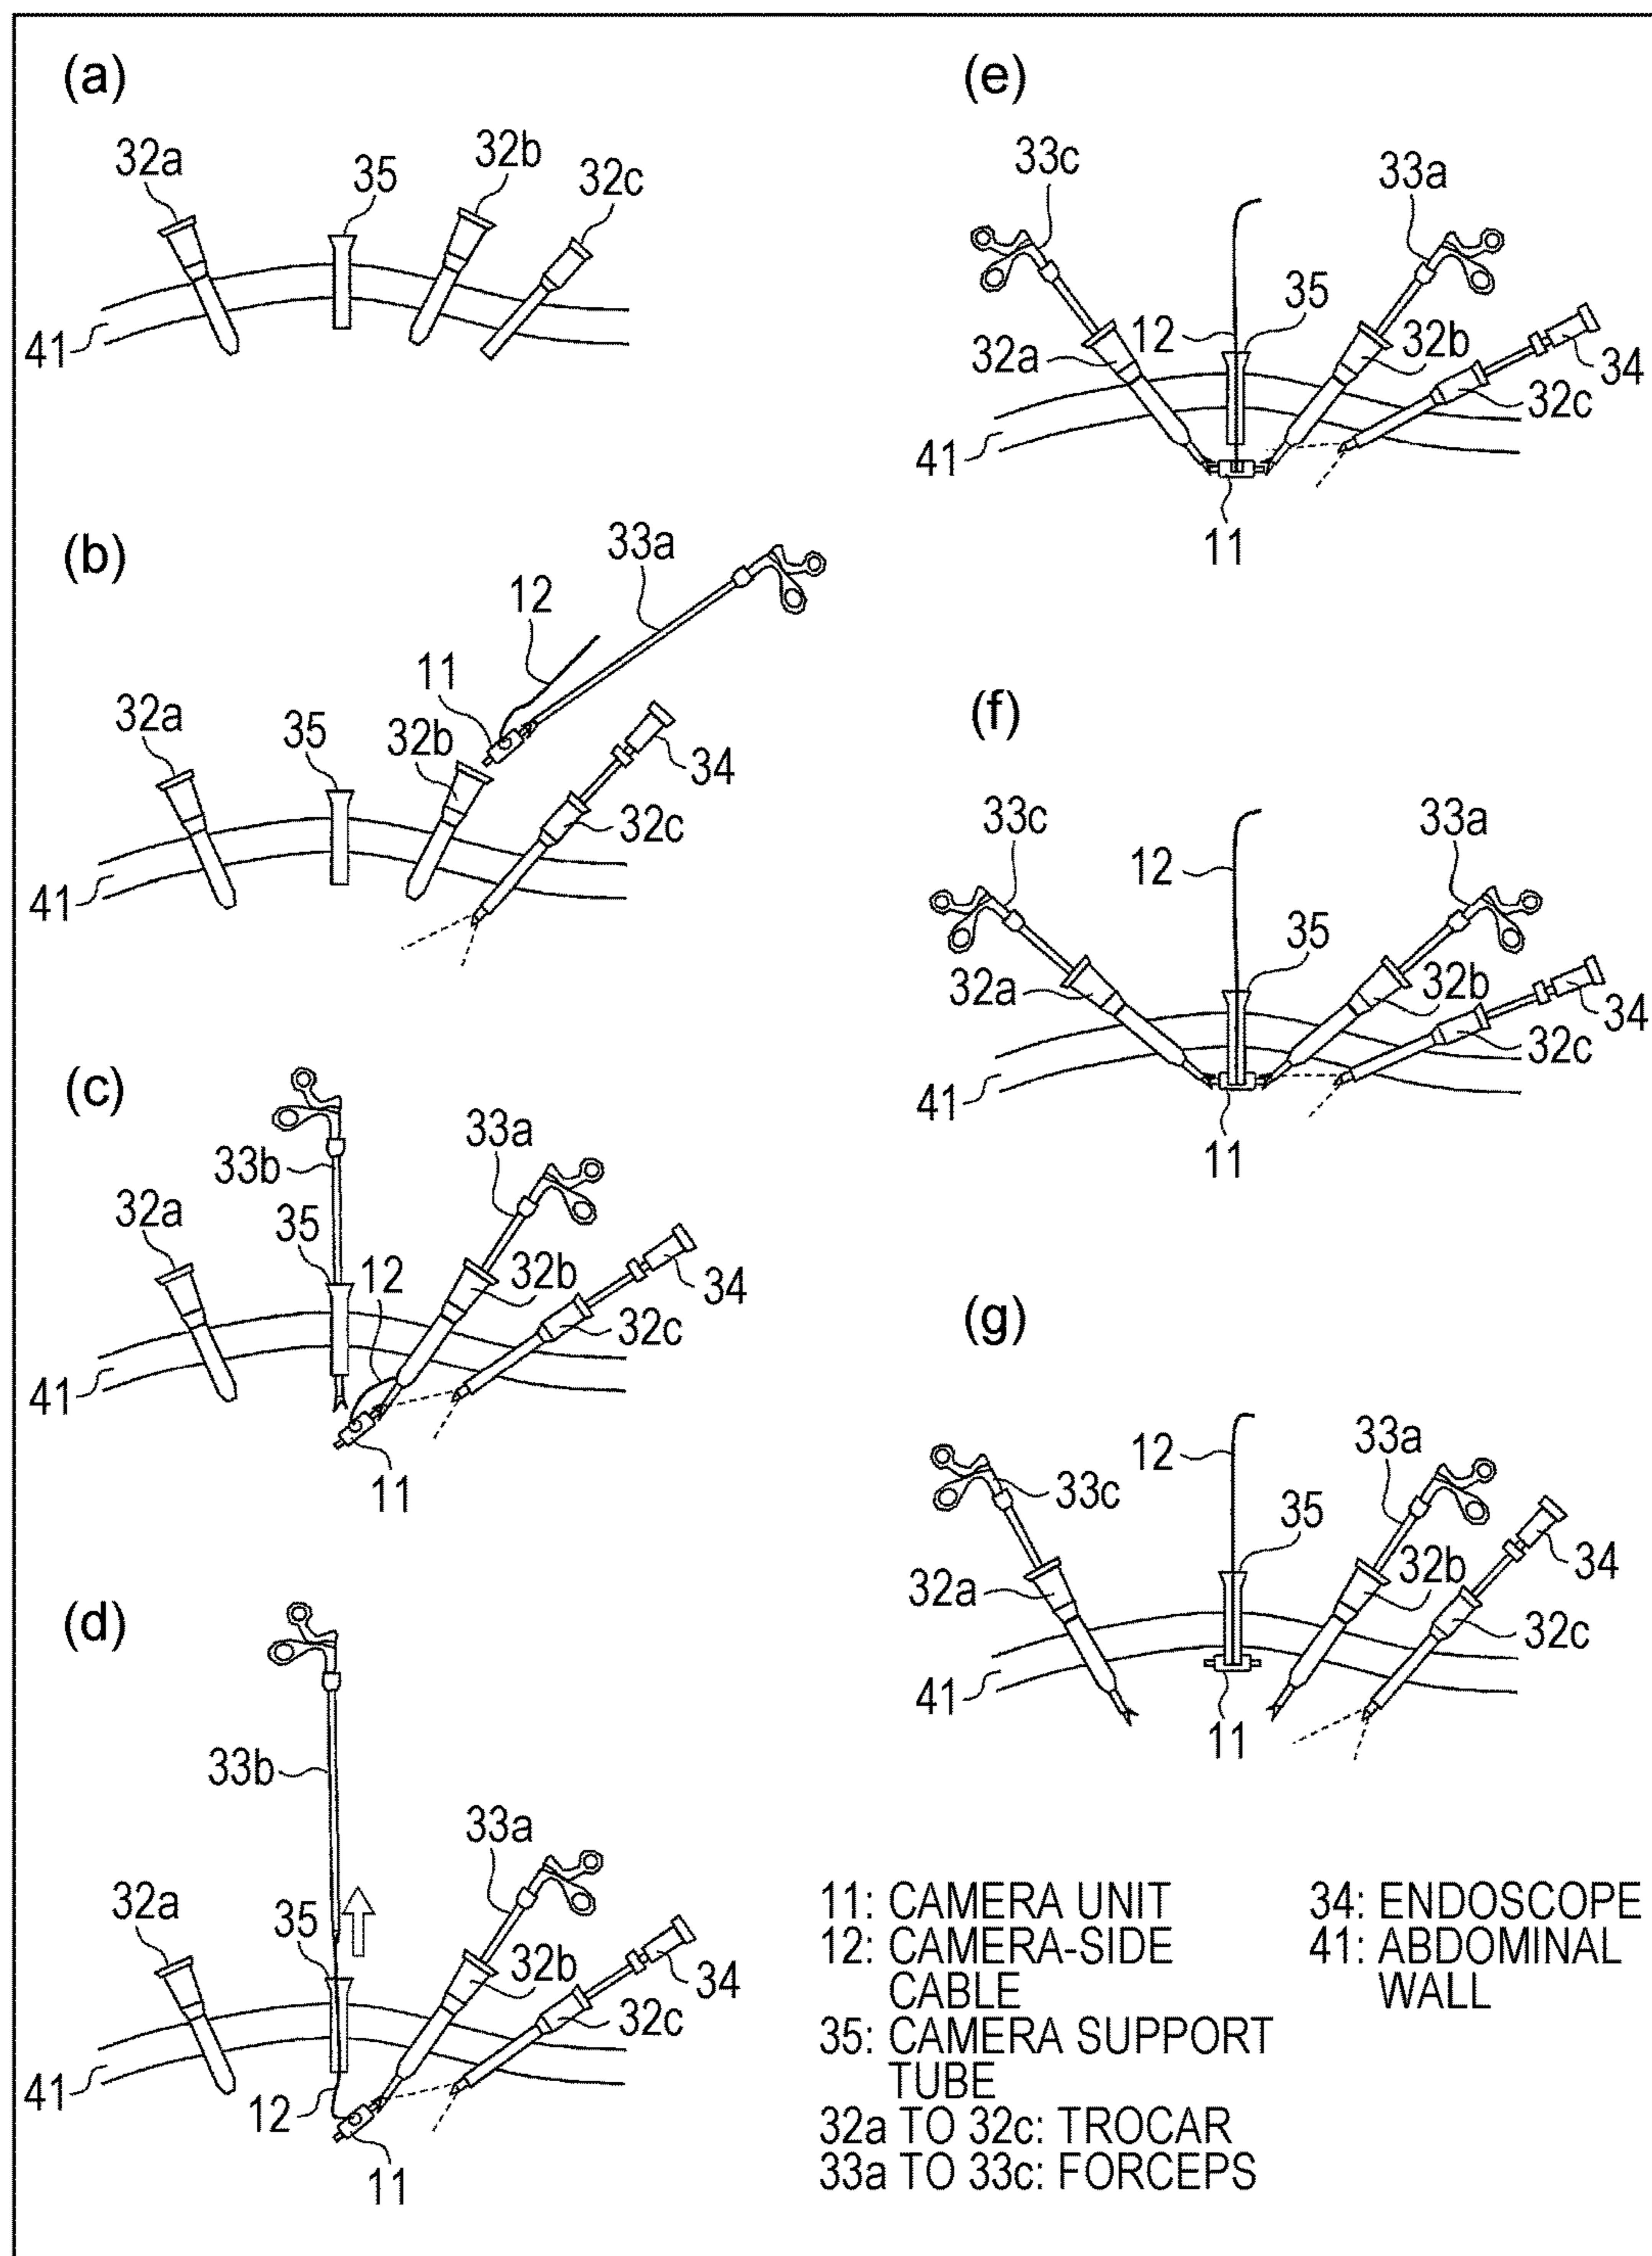 (a)
32a
35
32b
32c
41
(b)
33a
12
11
32a
35
32b
34
32c
41
(c)
33a
33b
32a
35
12
32b
34
32c
41
11
(d)
33b
33a
32a
35
32b
34
32c
41
12
11
(e)
33c
33a
35
12
32a
32b
34
32c
41
11
(f)
33c
33a
12
35
32a
32b
34
32c
41
11
(g)
12
33a
33c
35
34
32a
32b
32c
41
11
11: CAMERA UNIT
12: CAMERA-SIDE
CABLE
35: CAMERA SUPPORT
TUBE
32a TO 32c: TROCAR
33a TO 33c: FORCEPS
34: ENDOSCOPE
41: ABDOMINAL
WALL